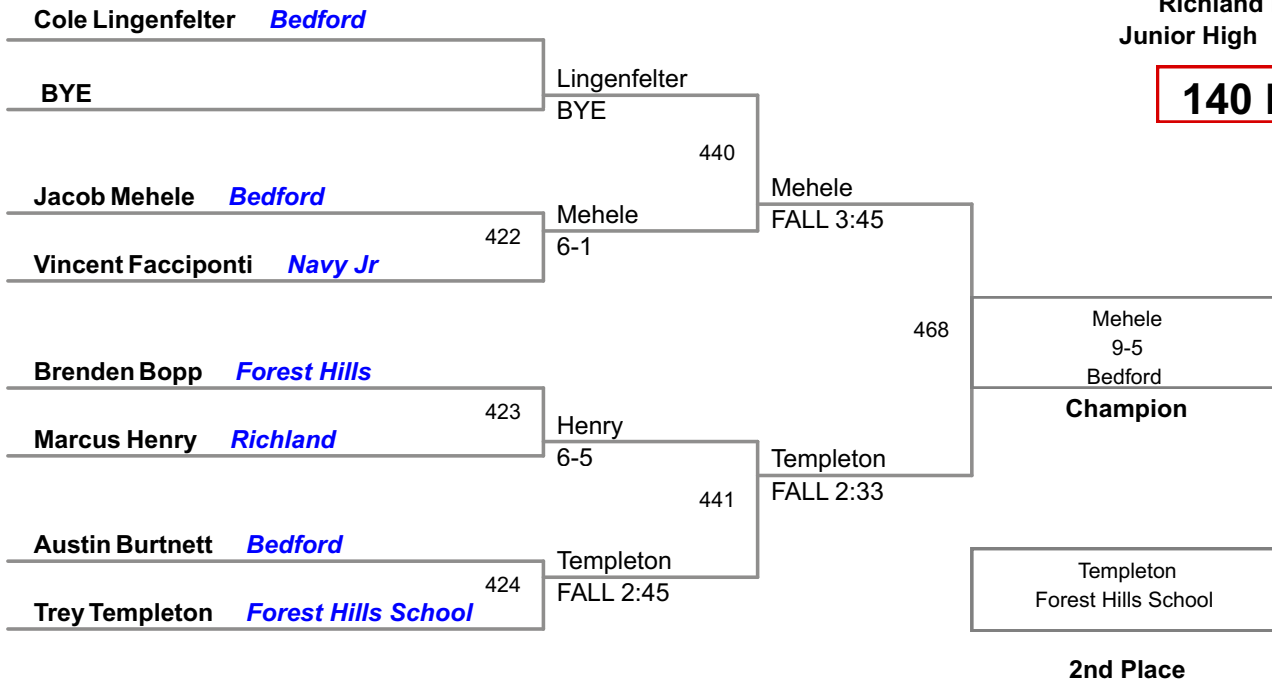 Cole Lingenfelter Bedford
Richland
Junior High
BYE
Lingenfelter
BYE
140
440
Jacob Mehele Bedford
Mehele
FALL 3:45
Mehele
6-1
422
Vincent Facciponti Navy Jr
468
Mehele
9-5
Bedford
Champion
Brenden Bopp Forest Hills
423
Marcus Henry Richland
Henry
6-5
Templeton
FALL 2:33
441
Austin Burtnett Bedford
Templeton
FALL 2:45
424
Trey Templeton Forest Hills School
Templeton
Forest Hills School
2nd Place